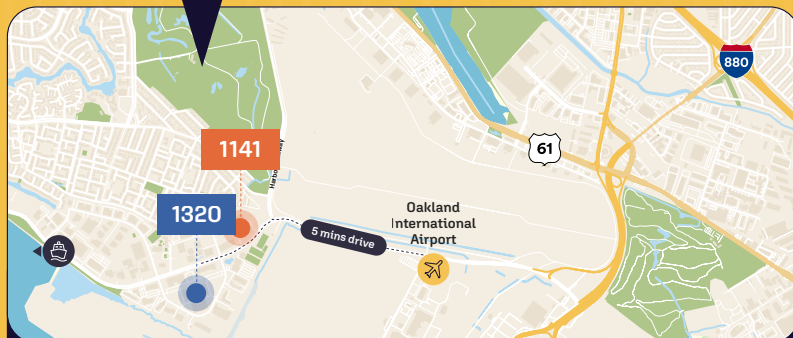 880
61
1141
1320
Oakland
International
Airport
5 mins drive